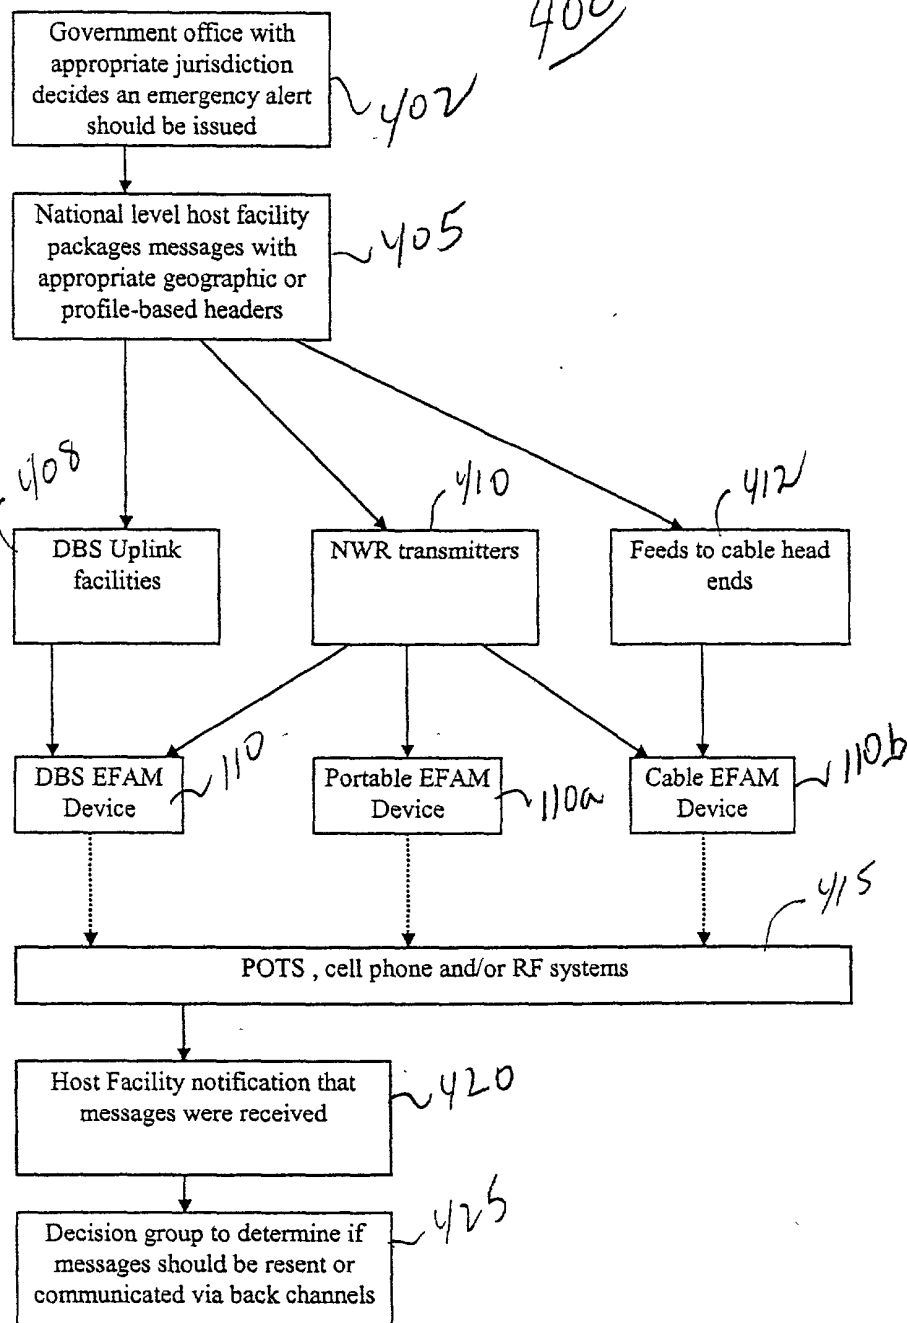 400
Government office with
appropriate jurisdiction
decides an emergency alert
should be issued
402
National level host facility
packages messages with
appropriate geographic or
profile-based headers
405
408
410
412
DBS Uplink
facilities
NWR transmitters
Feeds to cable head
ends
DBS EFAM
Device
110
Portable EFAM
Device
110a
Cable EFAM
Device
110b
415
POTS , cell phone and/or RF systems
Host Facility notification that
messages were received
420
Decision group to determine if
messages should be resent or
communicated via back channels
425